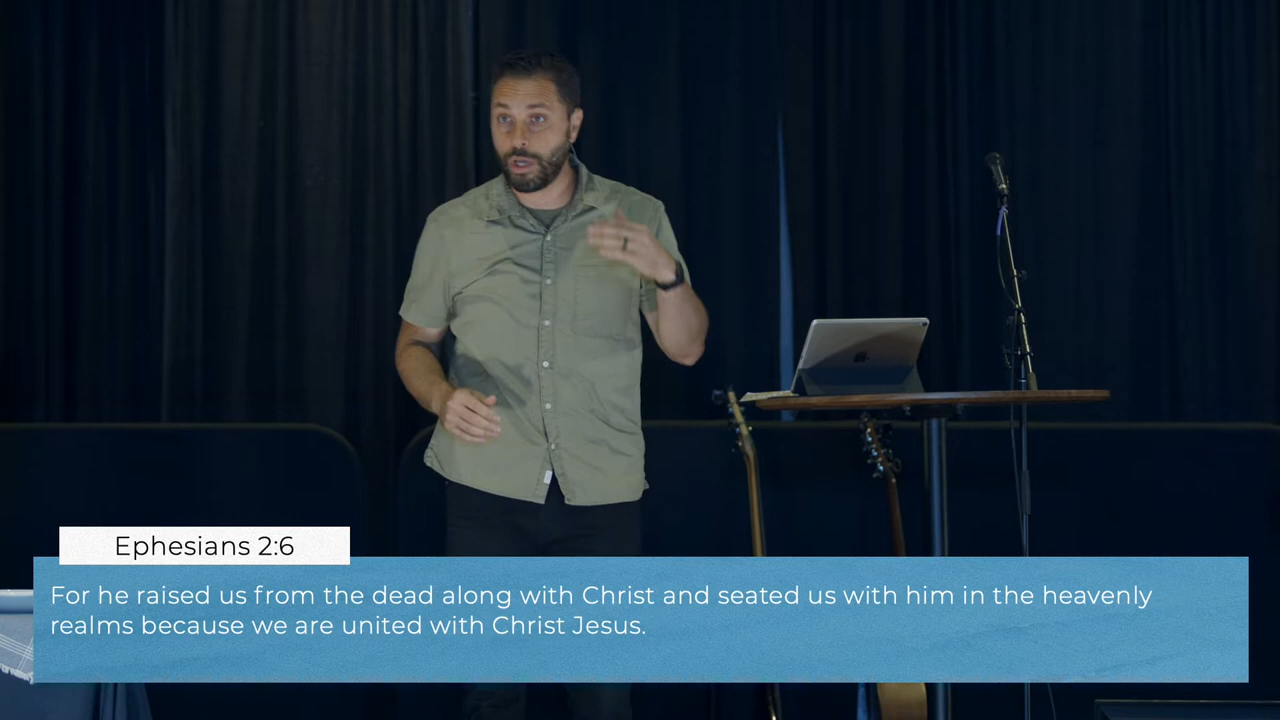 Ephesians 2:6
For he raised us from the dead along with Christ and seated us with him in the heavenly
realms because we are united with Christ Jesus.